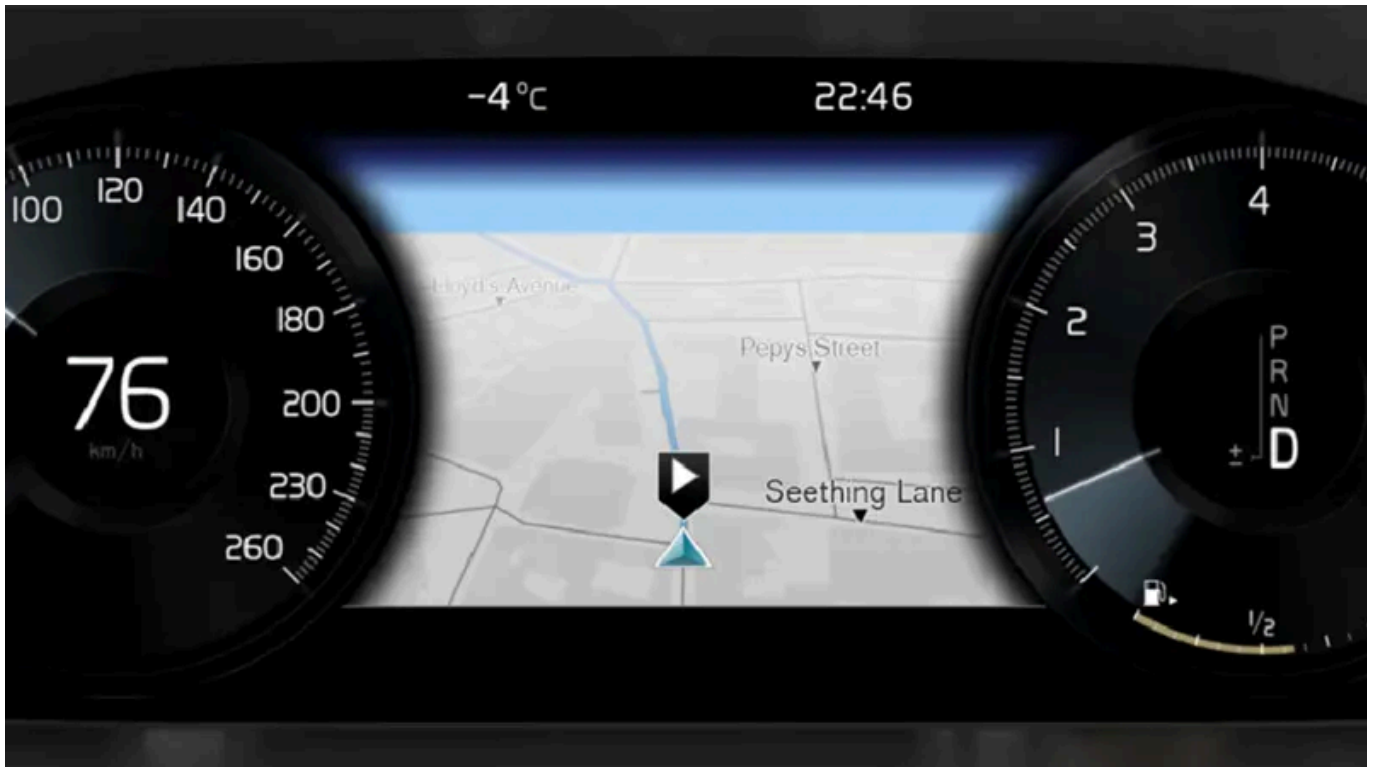 -4°C
22:46
100
120
140
160
180
200
230
260
76
km/h
Lloyd's Avenue
Pepys Street
Seething Lane
4
3
2
1
P
R
N
± D
1/2